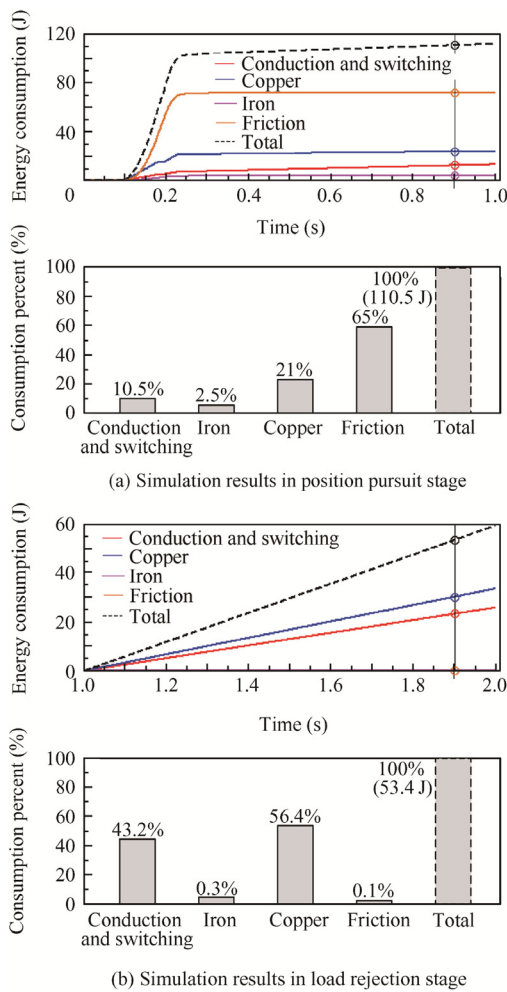 Energy consumption (J)
120
80
40
0
Conduction and switching
Copper
Iron
Friction
Total
0.2
0.4
0.6
0.8
1.0
Time (s)
Consumption percent (%)
100
80
60
40
20
0
10.5%
2.5%
21%
65%
100%
(110.5 J)
Conduction
and switching
Iron
Copper
Friction
Total
(a) Simulation results in position pursuit stage
Energy consumption (J)
60
40
20
0
Conduction and switching
Copper
Iron
Friction
Total
1.0
1.2
1.4
1.6
1.8
2.0
Time (s)
Consumption percent (%)
100
80
60
40
20
0
43.2%
0.3%
56.4%
0.1%
100%
(53.4 J)
Conduction
and switching
Iron
Copper
Friction
Total
(b) Simulation results in load rejection stage